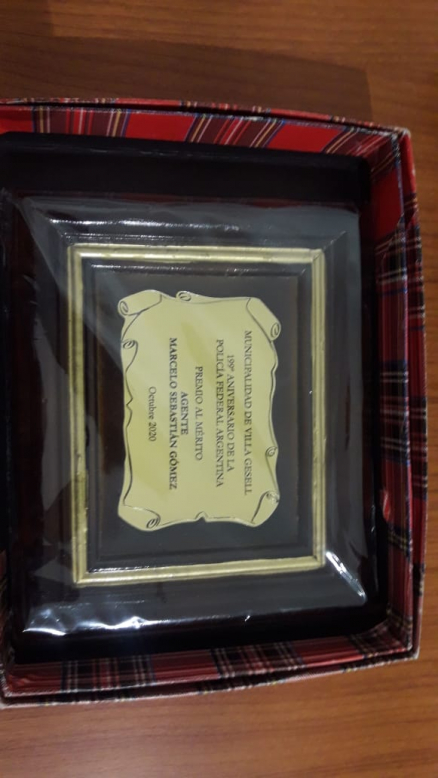 MUNICIPALIDAD DE VILLA GESELL
199º ANIVERSARIO DE LA
POLICÍA FEDERAL ARGENTINA
PREMIO AL MÉRITO
AGENTE
MARCELO SEBASTIÁN GÓMEZ
Octubre 2020